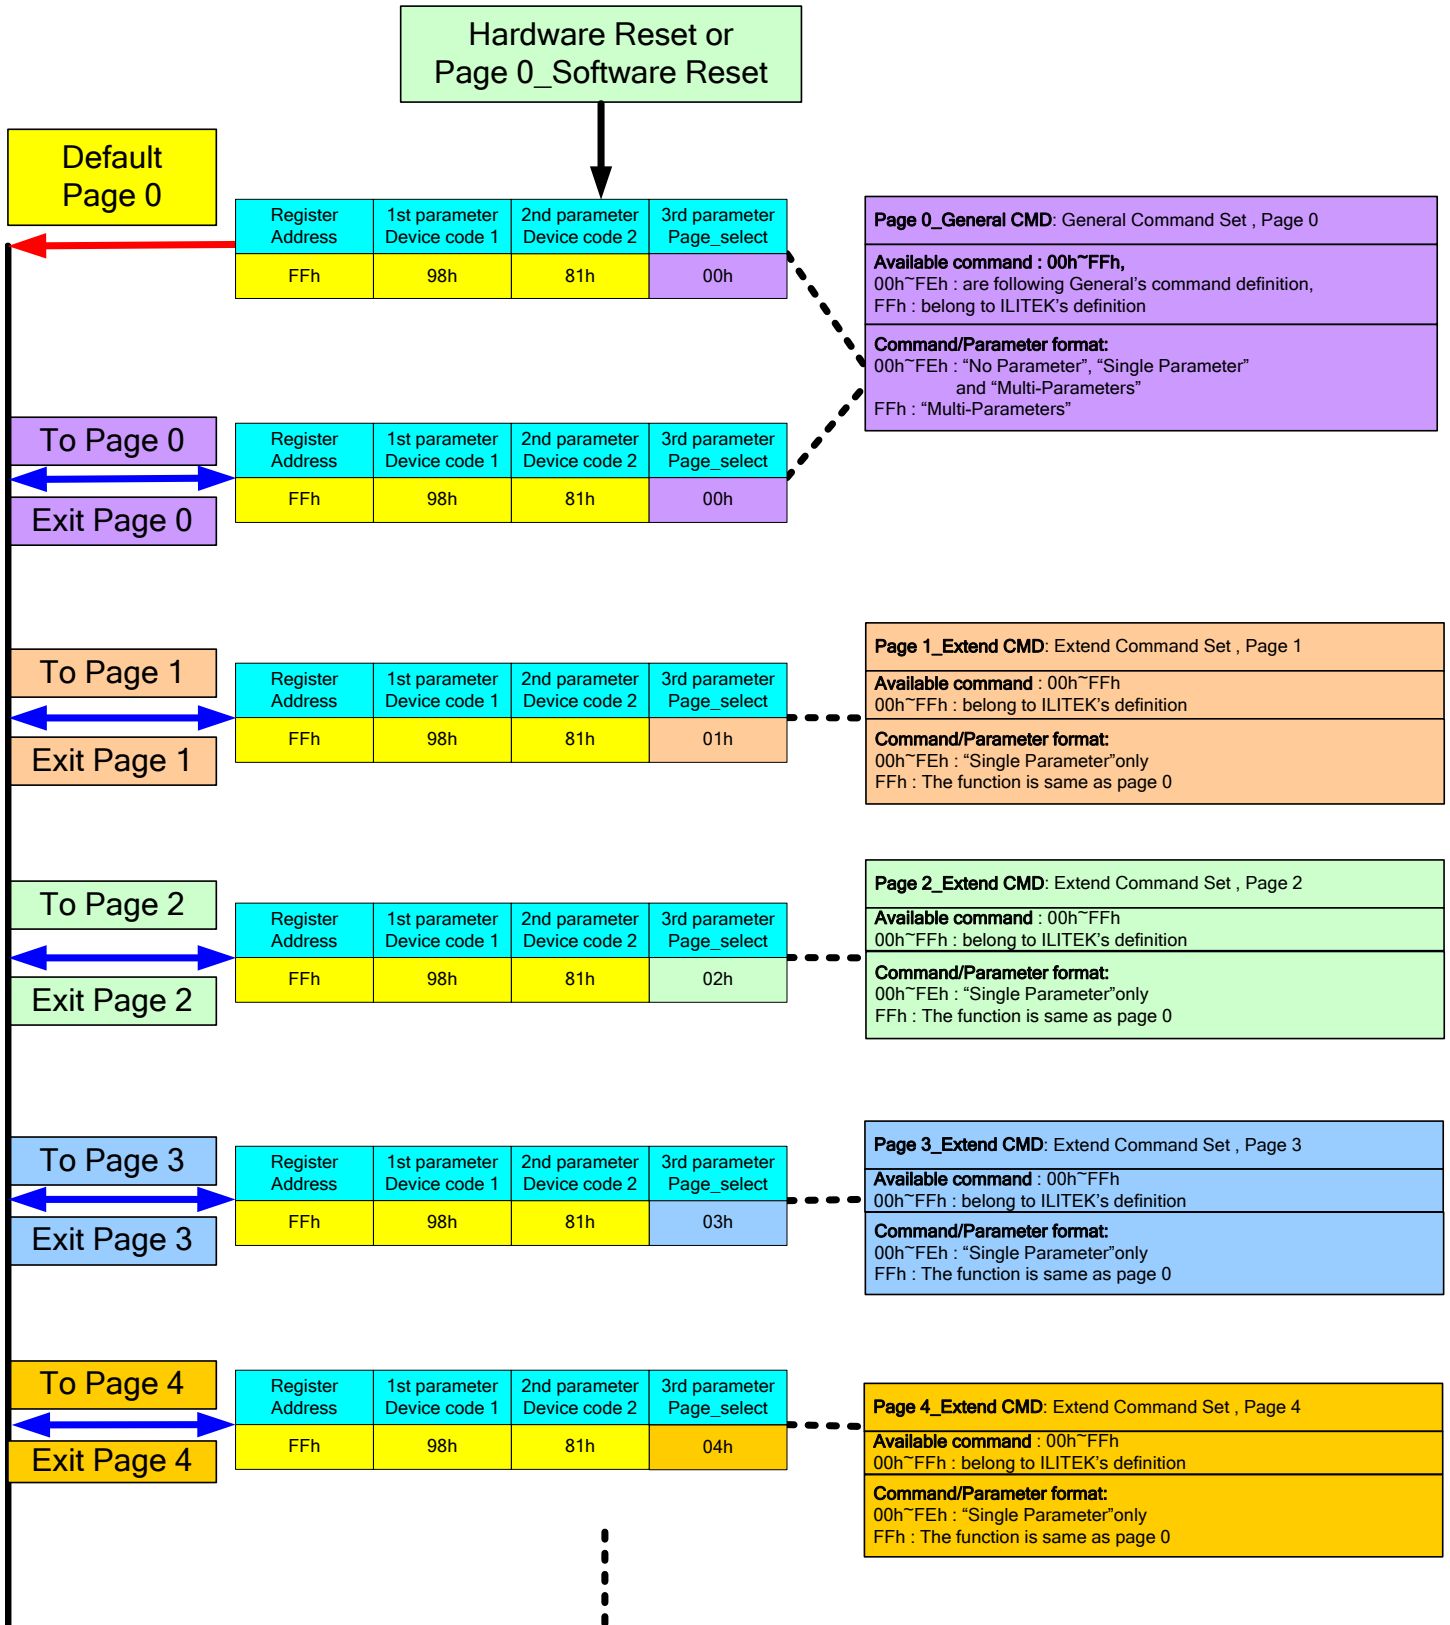 Hardware Reset or
Page 0_Software Reset
Default
Page 0
Register
Address
1st parameter
Device code 1
2nd parameter
Device code 2
3rd parameter
Page_select
FFh
98h
81h
00h
Page 0_General CMD: General Command Set , Page 0
Available command : 00h~FFh,
00h~FEh : are following General’s command definition,
FFh : belong to ILITEK’s definition
Command/Parameter format:
00h~FEh : “No Parameter”, “Single Parameter”
and “Multi-Parameters”
FFh : “Multi-Parameters”
To Page 0
Exit Page 0
Register
Address
1st parameter
Device code 1
2nd parameter
Device code 2
3rd parameter
Page_select
FFh
98h
81h
00h
To Page 1
Exit Page 1
Register
Address
1st parameter
Device code 1
2nd parameter
Device code 2
3rd parameter
Page_select
FFh
98h
81h
01h
Page 1_Extend CMD: Extend Command Set , Page 1
Available command : 00h~FFh
00h~FFh : belong to ILITEK’s definition
Command/Parameter format:
00h~FEh : “Single Parameter”only
FFh : The function is same as page 0
To Page 2
Exit Page 2
Register
Address
1st parameter
Device code 1
2nd parameter
Device code 2
3rd parameter
Page_select
FFh
98h
81h
02h
Page 2_Extend CMD: Extend Command Set , Page 2
Available command : 00h~FFh
00h~FFh : belong to ILITEK’s definition
Command/Parameter format:
00h~FEh : “Single Parameter”only
FFh : The function is same as page 0
To Page 3
Exit Page 3
Register
Address
1st parameter
Device code 1
2nd parameter
Device code 2
3rd parameter
Page_select
FFh
98h
81h
03h
Page 3_Extend CMD: Extend Command Set , Page 3
Available command : 00h~FFh
00h~FFh : belong to ILITEK’s definition
Command/Parameter format:
00h~FEh : “Single Parameter”only
FFh : The function is same as page 0
To Page 4
Exit Page 4
Register
Address
1st parameter
Device code 1
2nd parameter
Device code 2
3rd parameter
Page_select
FFh
98h
81h
04h
Page 4_Extend CMD: Extend Command Set , Page 4
Available command : 00h~FFh
00h~FFh : belong to ILITEK’s definition
Command/Parameter format:
00h~FEh : “Single Parameter”only
FFh : The function is same as page 0